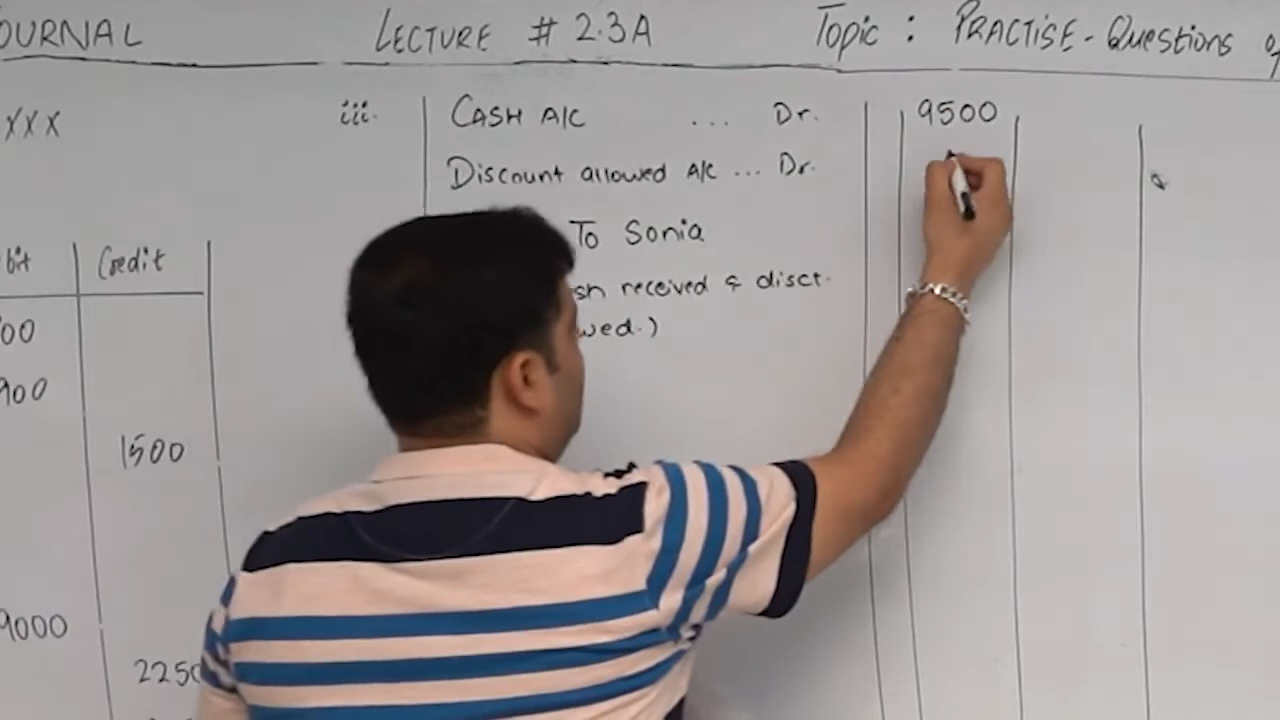 OURNAL LECTURE # 2.3A Topic : PRACTISE - Questions
XXX
bit Credit
00
900
1500
9000
2250
iii. CASH A/C ... Dr. 9500
Discount allowed A/c ... Dr.
To Sonia
sh received & disct.
wed.)